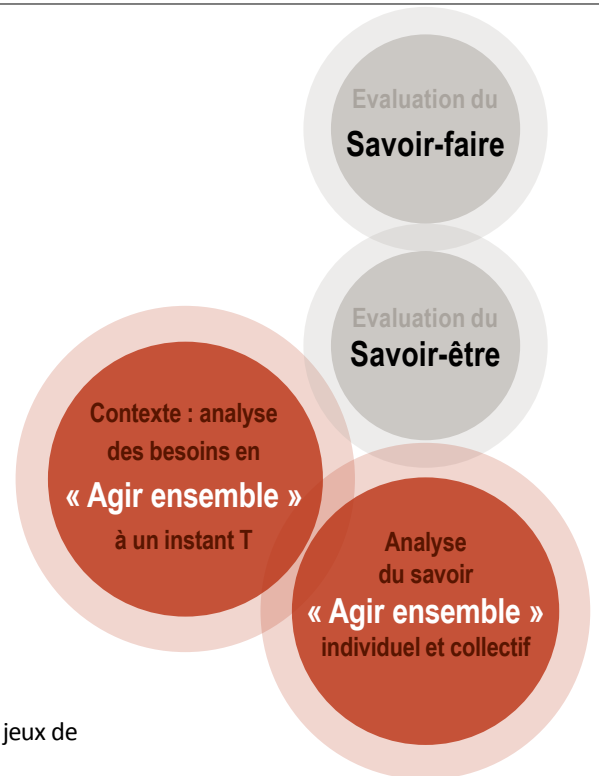 Evaluation du
Savoir-faire
Evaluation du
Savoir-être
Contexte : analyse
des besoins en
« Agir ensemble »
à un instant T
Analyse
du savoir
« Agir ensemble »
individuel et collectif
jeux de